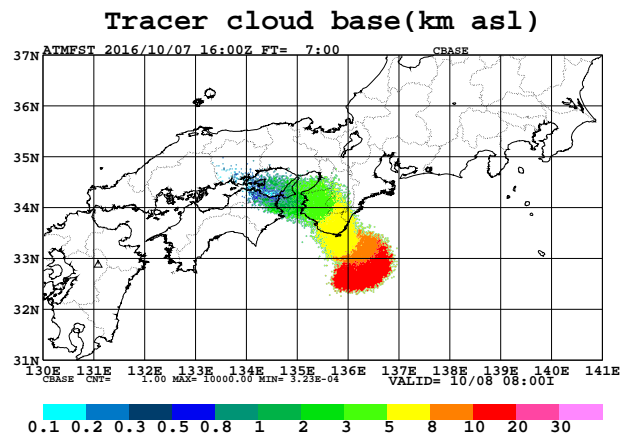 Tracer cloud base(km asl)
ATMFST 2016/10/07 16:00Z FT=  7:00 CBASE
37N
36N
35N
34N
33N
32N
31N
130E 131E 132E 133E 134E 135E 136E 137E 138E 139E 140E 141E
CBASE CNT= 1.00 MAX= 10000.00 MIN= 3.23E-04 VALID= 10/08 08:00I
0.1 0.2 0.3 0.5 0.8 1 2 3 5 8 10 20 30